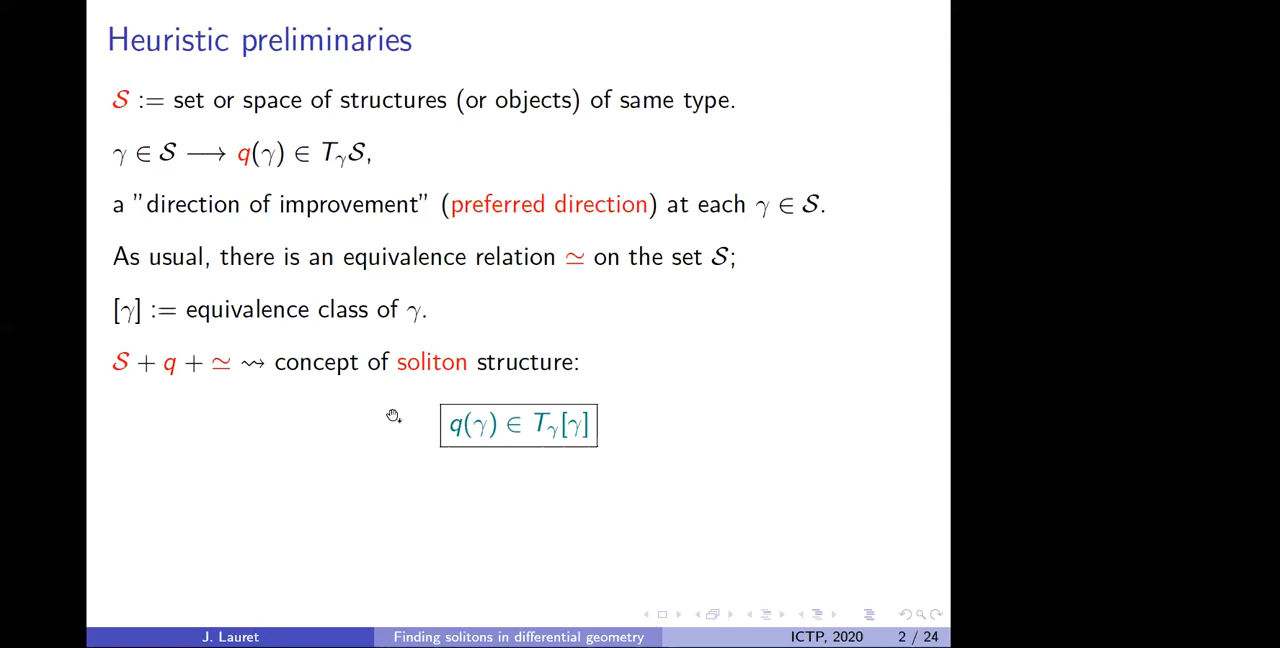 Heuristic preliminaries
𝒮 := set or space of structures (or objects) of same type.
γ ∈ 𝒮 ⟶ q(γ) ∈ T_γ𝒮,
a ”direction of improvement” (preferred direction) at each γ ∈ 𝒮.
As usual, there is an equivalence relation ≃ on the set 𝒮;
[γ] := equivalence class of γ.
𝒮 + q + ≃ ⇝ concept of soliton structure:
q(γ) ∈ T_γ[γ]
J. Lauret Finding solitons in differential geometry ICTP, 2020 2 / 24